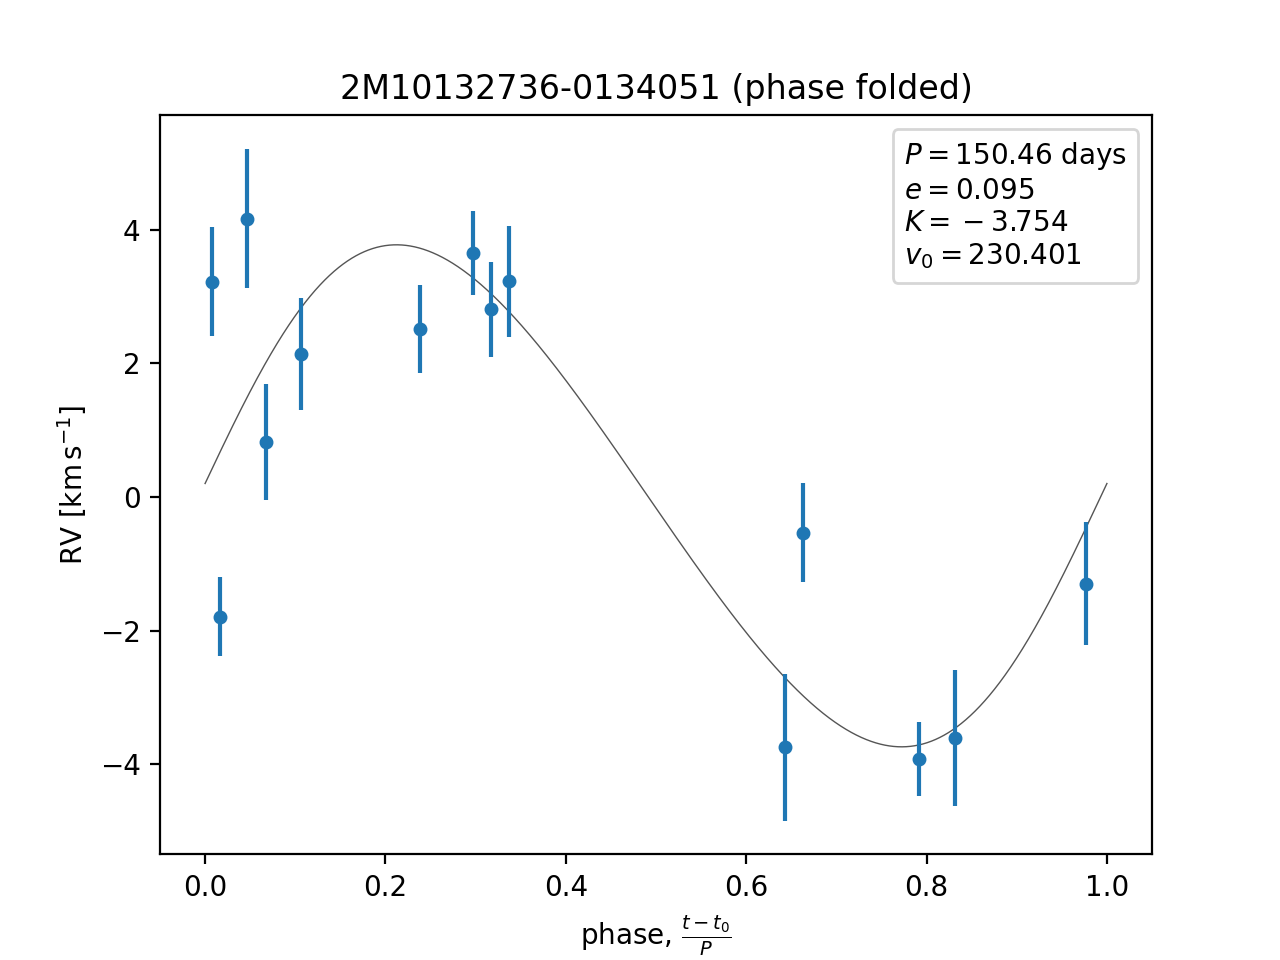 2M10132736-0134051 (phase folded)
P = 150.46 days
e = 0.095
K = −3.754
v₀ = 230.401
RV [km s⁻¹]
4
2
0
−2
−4
0.0 0.2 0.4 0.6 0.8 1.0
phase, (t − t₀)/P